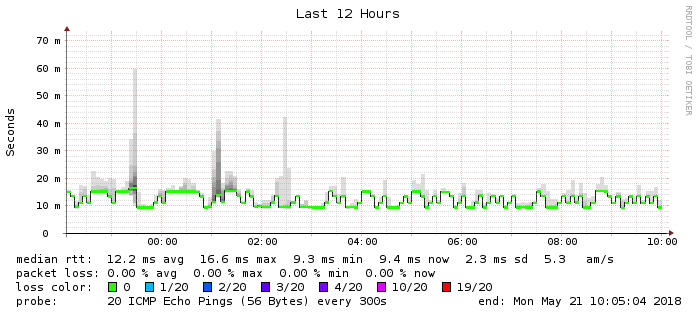 Last 12 Hours
RRDTOOL / TOBI OETIKER
Seconds
70 m
60 m
50 m
40 m
30 m
20 m
10 m
0
00:00 02:00 04:00 06:00 08:00 10:00
median rtt: 12.2 ms avg 16.6 ms max 9.3 ms min 9.4 ms now 2.3 ms sd 5.3 am/s
packet loss: 0.00 % avg 0.00 % max 0.00 % min 0.00 % now
loss color: 0 1/20 2/20 3/20 4/20 10/20 19/20
probe: 20 ICMP Echo Pings (56 Bytes) every 300s end: Mon May 21 10:05:04 2018